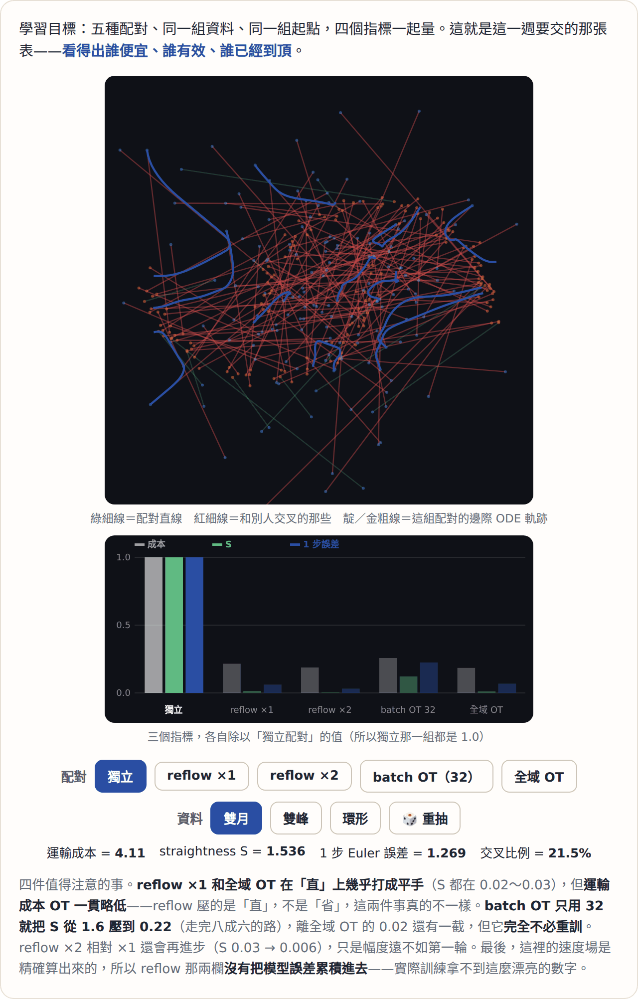 學習目標：五種配對、同一組資料、同一組起點，四個指標一起量。這就是這一週要交的那張
表——看得出誰便宜、誰有效、誰已經到頂。
綠細線＝配對直線　紅細線＝和別人交叉的那些　靛／金粗線＝這組配對的邊際 ODE 軌跡
成本 S 1 步誤差
1.0
0.5
0.0
獨立 reflow ×1 reflow ×2 batch OT 32 全域 OT
三個指標，各自除以「獨立配對」的值（所以獨立那一組都是 1.0）
配對 獨立 reflow ×1 reflow ×2 batch OT（32） 全域 OT
資料 雙月 雙峰 環形 🎲 重抽
運輸成本 = 4.11 straightness S = 1.536 1 步 Euler 誤差 = 1.269 交叉比例 = 21.5%
四件值得注意的事。reflow ×1 和全域 OT 在「直」上幾乎打成平手（S 都在 0.02～0.03），但運輸
成本 OT 一貫略低——reflow 壓的是「直」，不是「省」，這兩件事真的不一樣。batch OT 只用 32
就把 S 從 1.6 壓到 0.22（走完八成六的路），離全域 OT 的 0.02 還有一截，但它完全不必重訓。
reflow ×2 相對 ×1 還會再進步（S 0.03 → 0.006），只是幅度遠不如第一輪。最後，這裡的速度場是
精確算出來的，所以 reflow 那兩欄沒有把模型誤差累積進去——實際訓練拿不到這麼漂亮的數字。